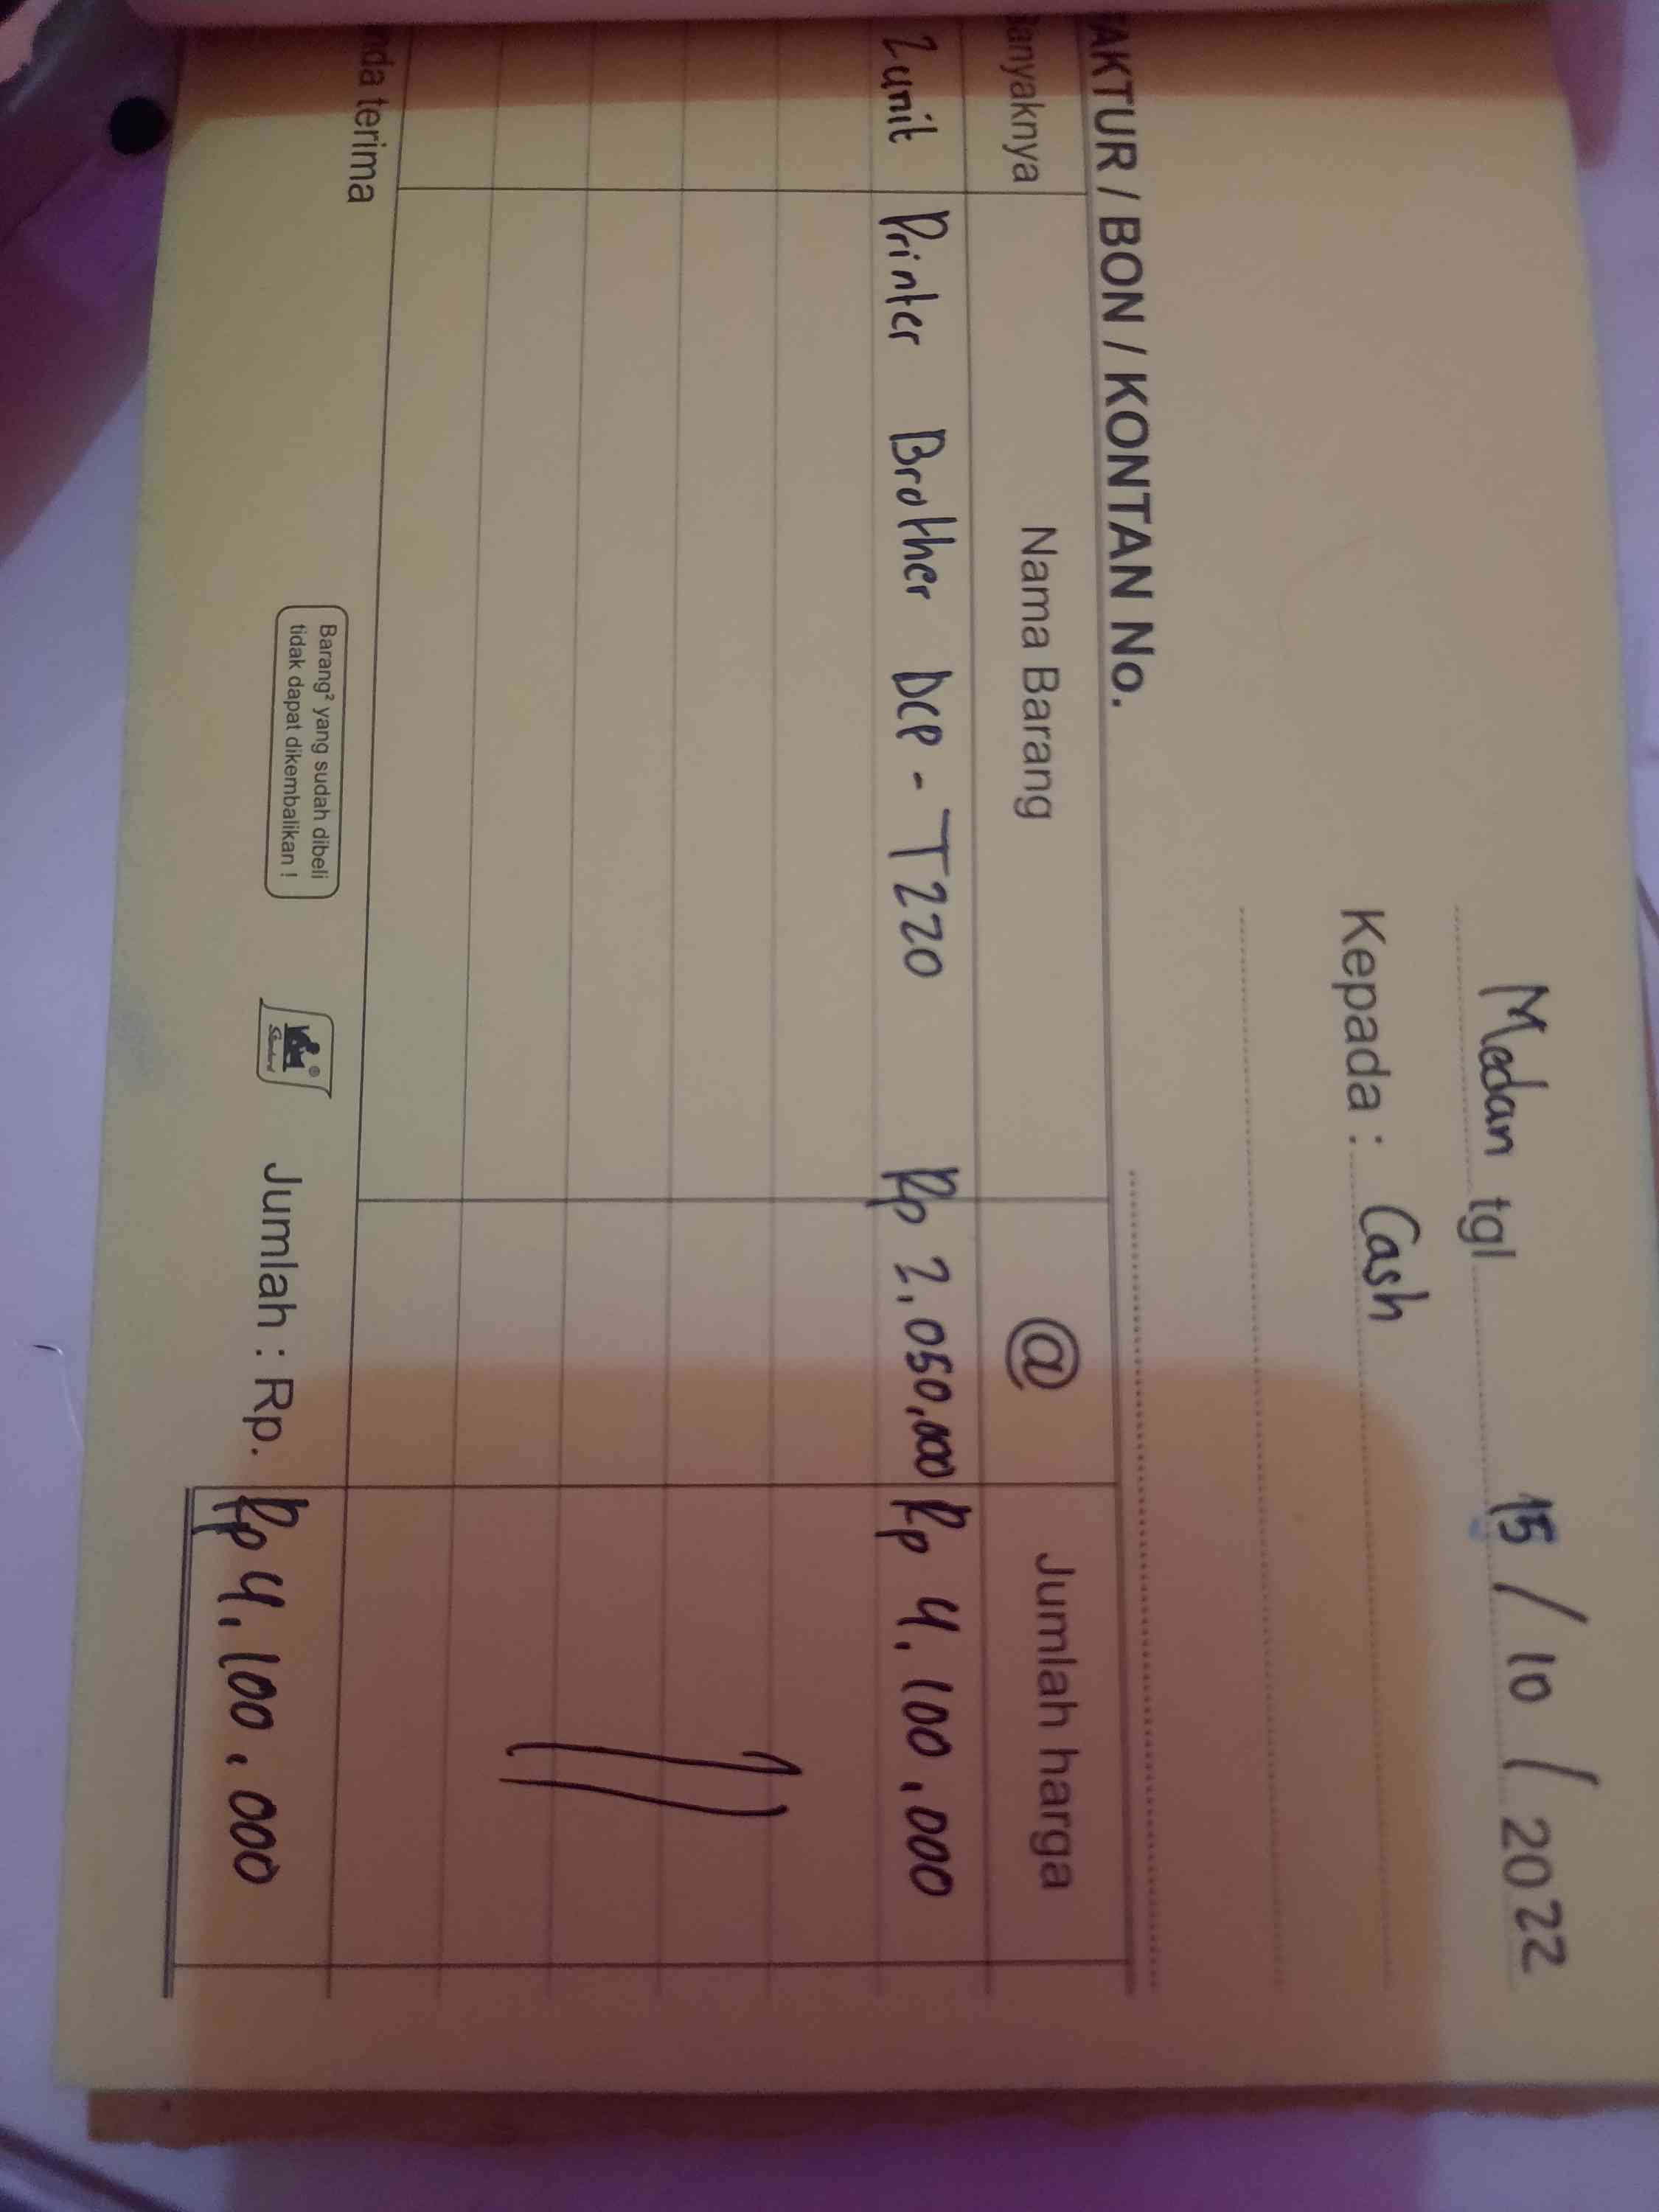 Medan tgl 15 / 10 / 2022
Kepada : Cash
AKTUR / BON / KONTAN No.
anyaknya Nama Barang @ Jumlah harga
2 unit Printer Brother DCP - T220 Rp 2.050.000 Rp 4.100.000
nda terima
Barang² yang sudah dibeli
tidak dapat dikembalikan !
Standard
Jumlah : Rp. Rp 4.100.000